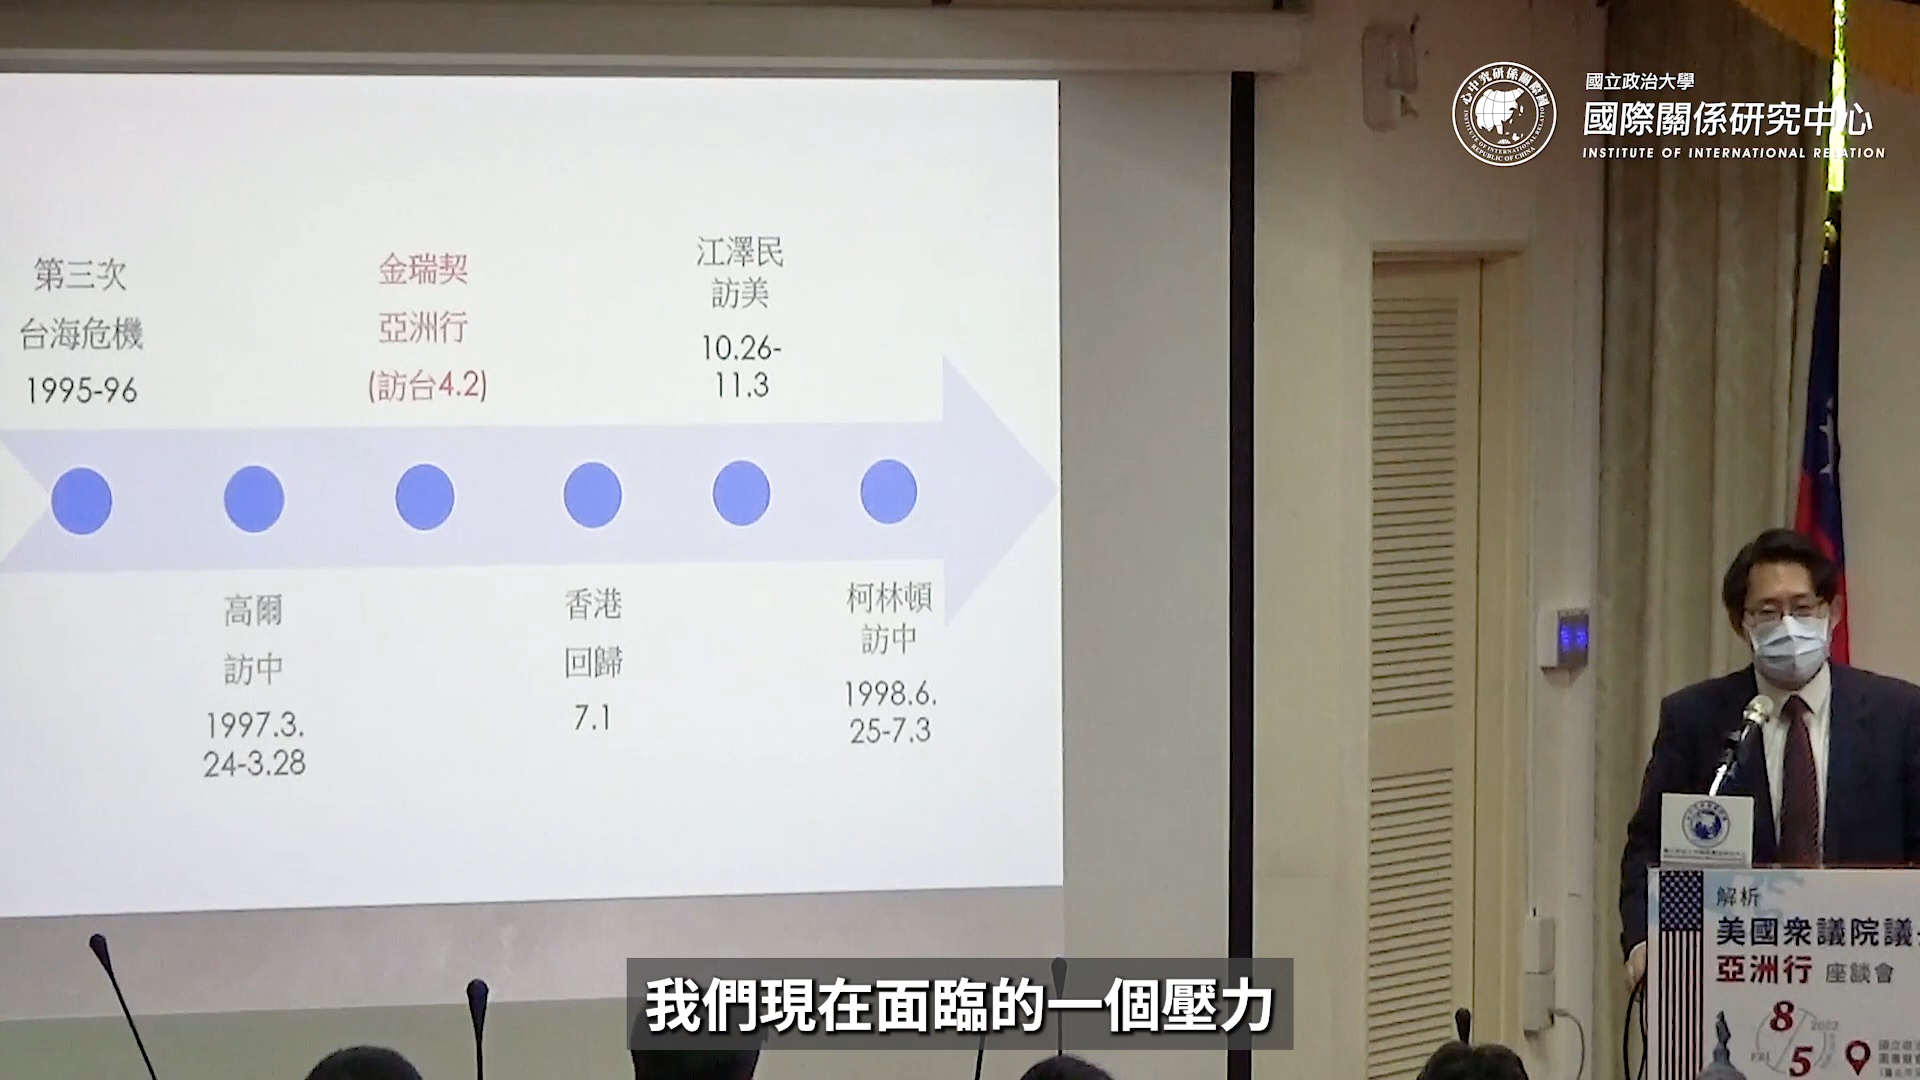 國立政治大學
國際關係研究中心
INSTITUTE OF INTERNATIONAL RELATION
第三次
台海危機
1995-96
金瑞契
亞洲行
(訪台4.2)
江澤民
訪美
10.26-
11.3
高爾
訪中
1997.3.
24-3.28
香港
回歸
7.1
柯林頓
訪中
1998.6.
25-7.3
解析
美國衆議院議
亞洲行 座談會
8
2022
FRI
5
我們現在面臨的一個壓力